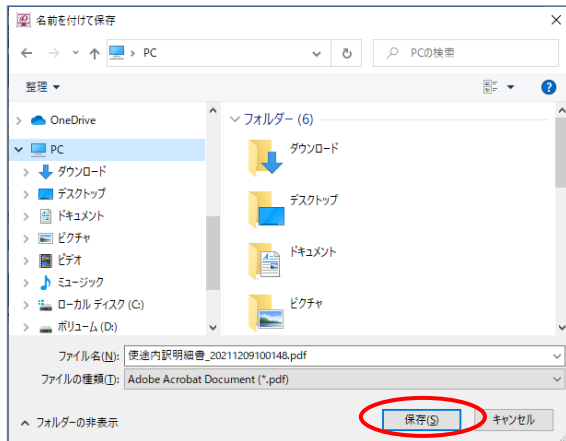 名前を付けて保存
PC
PCの検索
整理
OneDrive
PC
ダウンロード
デスクトップ
ドキュメント
ピクチャ
ビデオ
ミュージック
ローカル ディスク (C:)
ボリューム (D:)
フォルダー (6)
ダウンロード
デスクトップ
ドキュメント
ピクチャ
ファイル名(N): 使途内訳明細書_20211209100148.pdf
ファイルの種類(T): Adobe Acrobat Document (*.pdf)
フォルダーの非表示
保存(S)
キャンセル